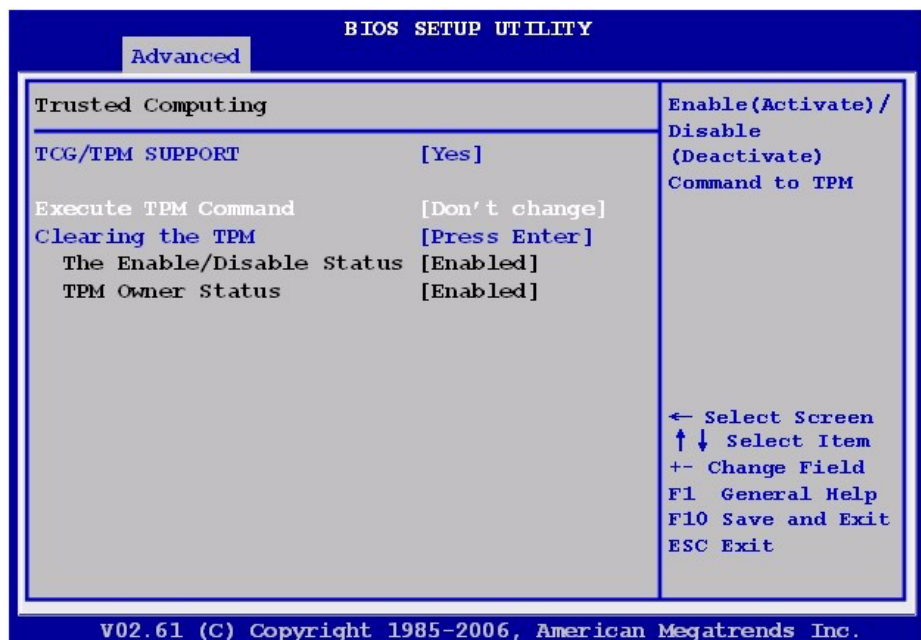 BIOS SETUP UTILITY
Advanced
Trusted Computing
TCG/TPM SUPPORT [Yes]
Execute TPM Command [Don't change]
Clearing the TPM [Press Enter]
The Enable/Disable Status [Enabled]
TPM Owner Status [Enabled]
Enable(Activate)/
Disable
(Deactivate)
Command to TPM
← Select Screen
↑↓ Select Item
+- Change Field
F1 General Help
F10 Save and Exit
ESC Exit
V02.61 (C) Copyright 1985-2006, American Megatrends Inc.